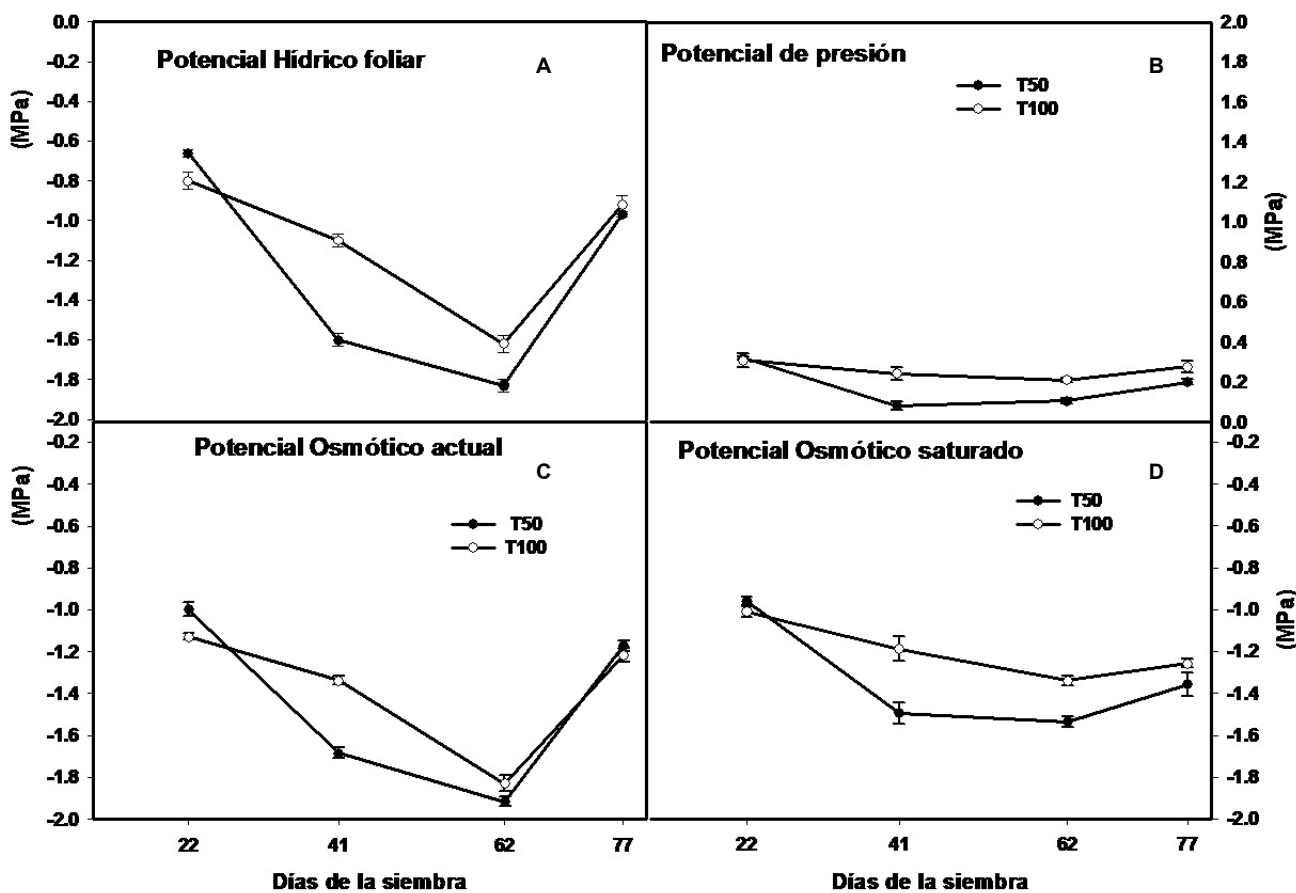 Potencial Hídrico foliar
A
(MPa)
0.0
-0.2
-0.4
-0.6
-0.8
-1.0
-1.2
-1.4
-1.6
-1.8
-2.0
Potencial de presión
B
T50
T100
2.0
1.8
1.6
1.4
1.2
1.0
0.8
0.6
0.4
0.2
0.0
(MPa)
Potencial Osmótico actual
C
T50
T100
(MPa)
-0.2
-0.4
-0.6
-0.8
-1.0
-1.2
-1.4
-1.6
-1.8
-2.0
22
41
62
77
Días de la siembra
Potencial Osmótico saturado
D
T50
T100
-0.2
-0.4
-0.6
-0.8
-1.0
-1.2
-1.4
-1.6
-1.8
-2.0
(MPa)
22
41
62
77
Días de la siembra